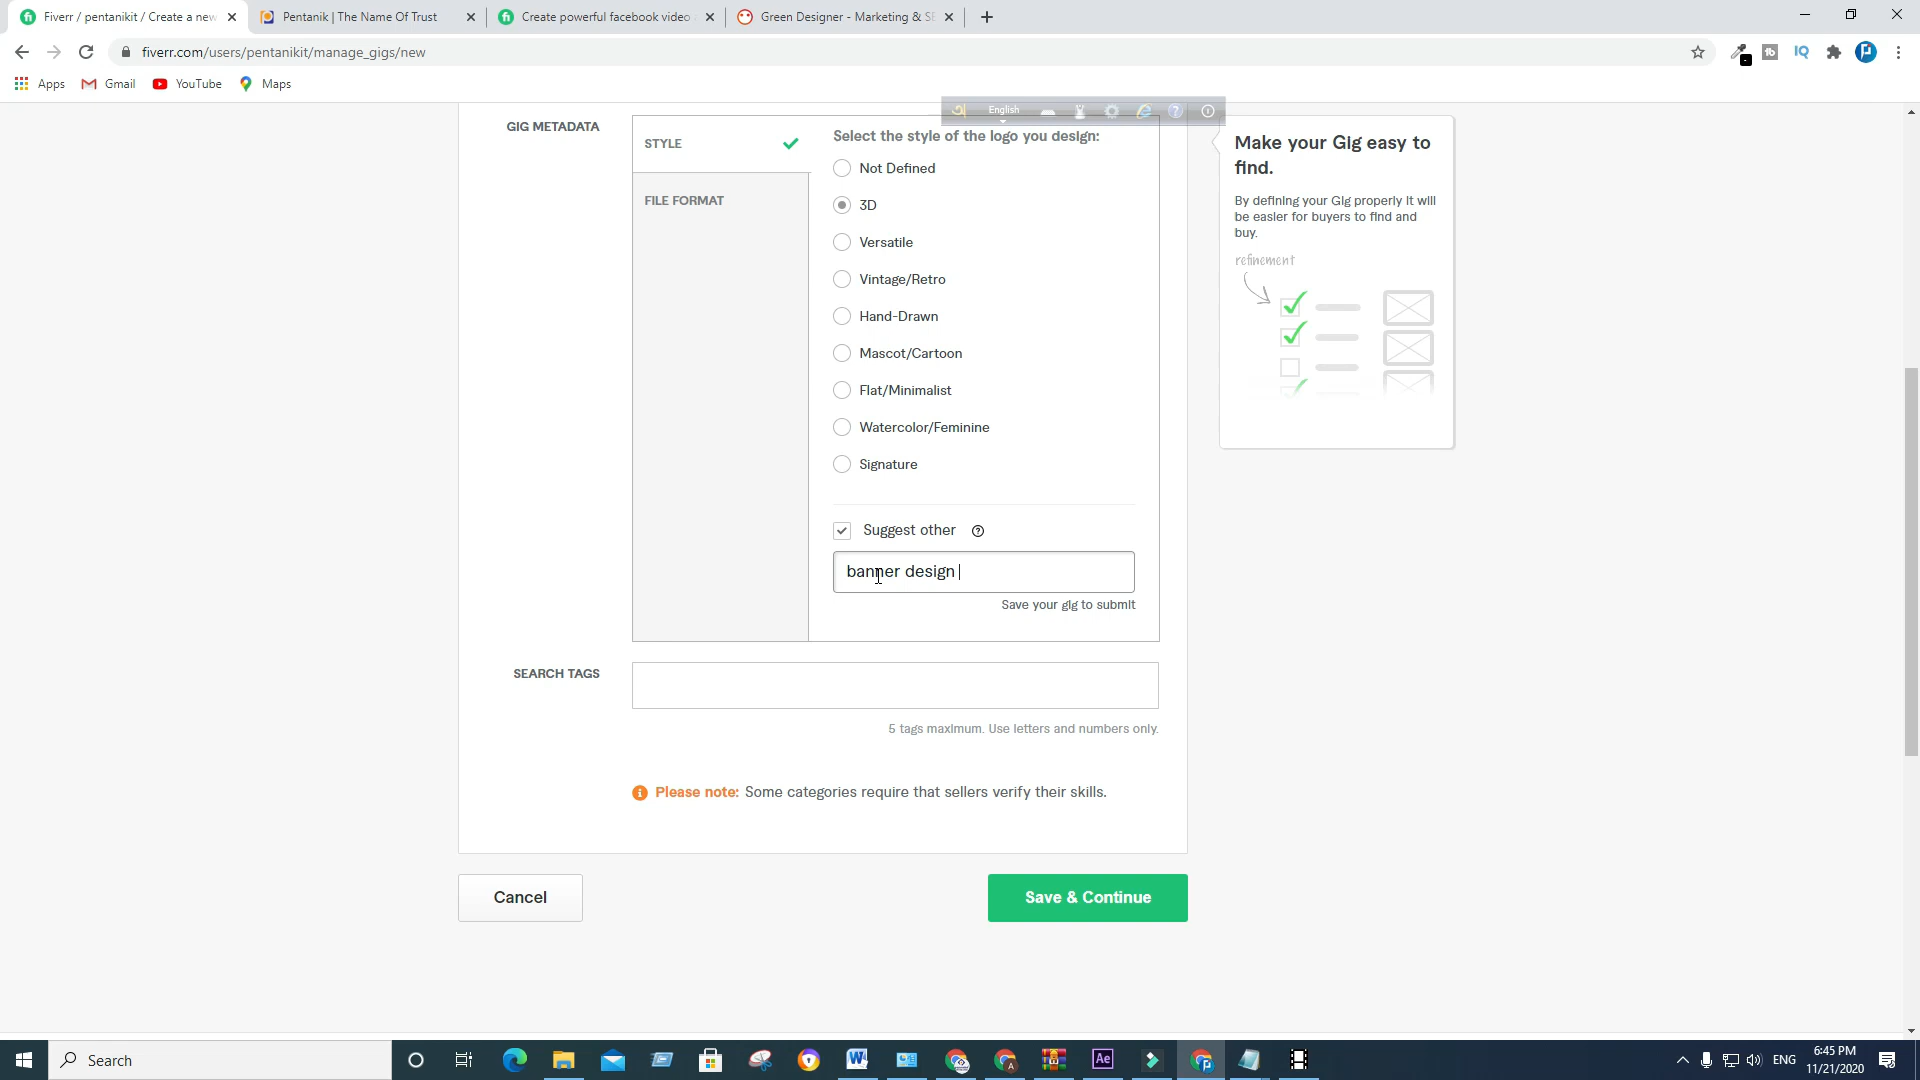 Fiverr / pentanikit / Create a new
Pentanik | The Name Of Trust
Create powerful facebook video
Green Designer - Marketing & SE
fiverr.com/users/pentanikit/manage_gigs/new
Apps
Gmail
YouTube
Maps
English
GIG METADATA
STYLE
FILE FORMAT
Select the style of the logo you design:
Not Defined
3D
Versatile
Vintage/Retro
Hand-Drawn
Mascot/Cartoon
Flat/Minimalist
Watercolor/Feminine
Signature
Suggest other
banner design
Save your gig to submit
SEARCH TAGS
5 tags maximum. Use letters and numbers only.
Please note: Some categories require that sellers verify their skills.
Cancel
Save & Continue
Make your Gig easy to
find.
By defining your Gig properly it will
be easier for buyers to find and
buy.
refinement
Search
ENG
6:45 PM
11/21/2020